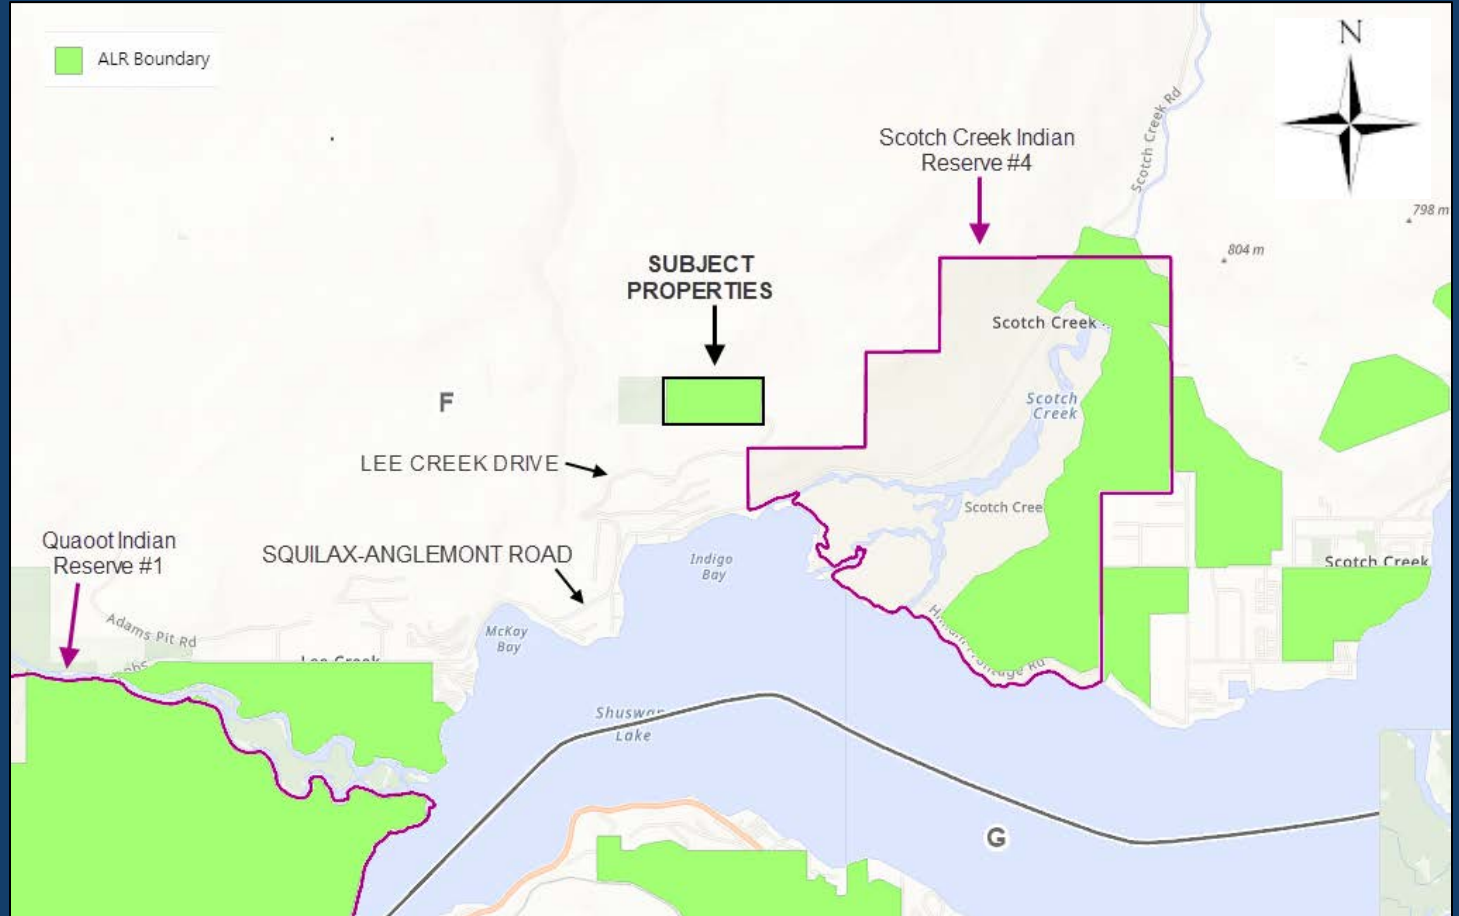 N
ALR Boundary
Scotch Creek Rd
Scotch Creek Indian
Reserve #4
798 m
804 m
SUBJECT
PROPERTIES
Scotch Creek
F
Scotch
Creek
LEE CREEK DRIVE
Scotch Cree
Quaoot Indian
Reserve #1
SQUILAX-ANGLEMONT ROAD
Indigo
Bay
Scotch Creek
Adams Pit Rd
McKay
Bay
Lee Creek
Shuswap
Lake
G